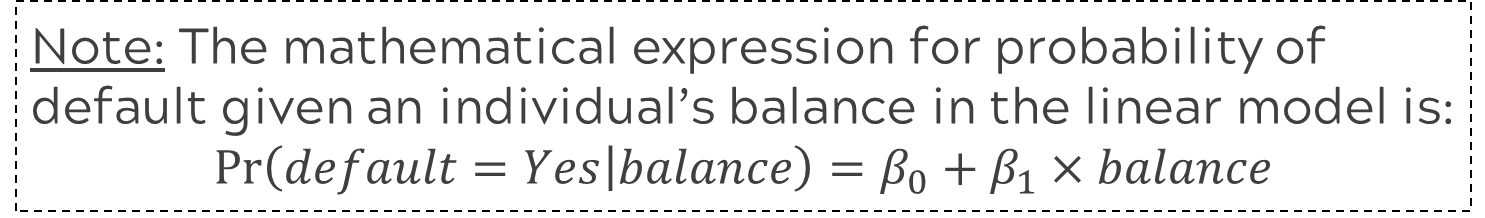 Note: The mathematical expression for probability of
default given an individual’s balance in the linear model is:
Pr(default = Yes|balance) = β₀ + β₁ × balance